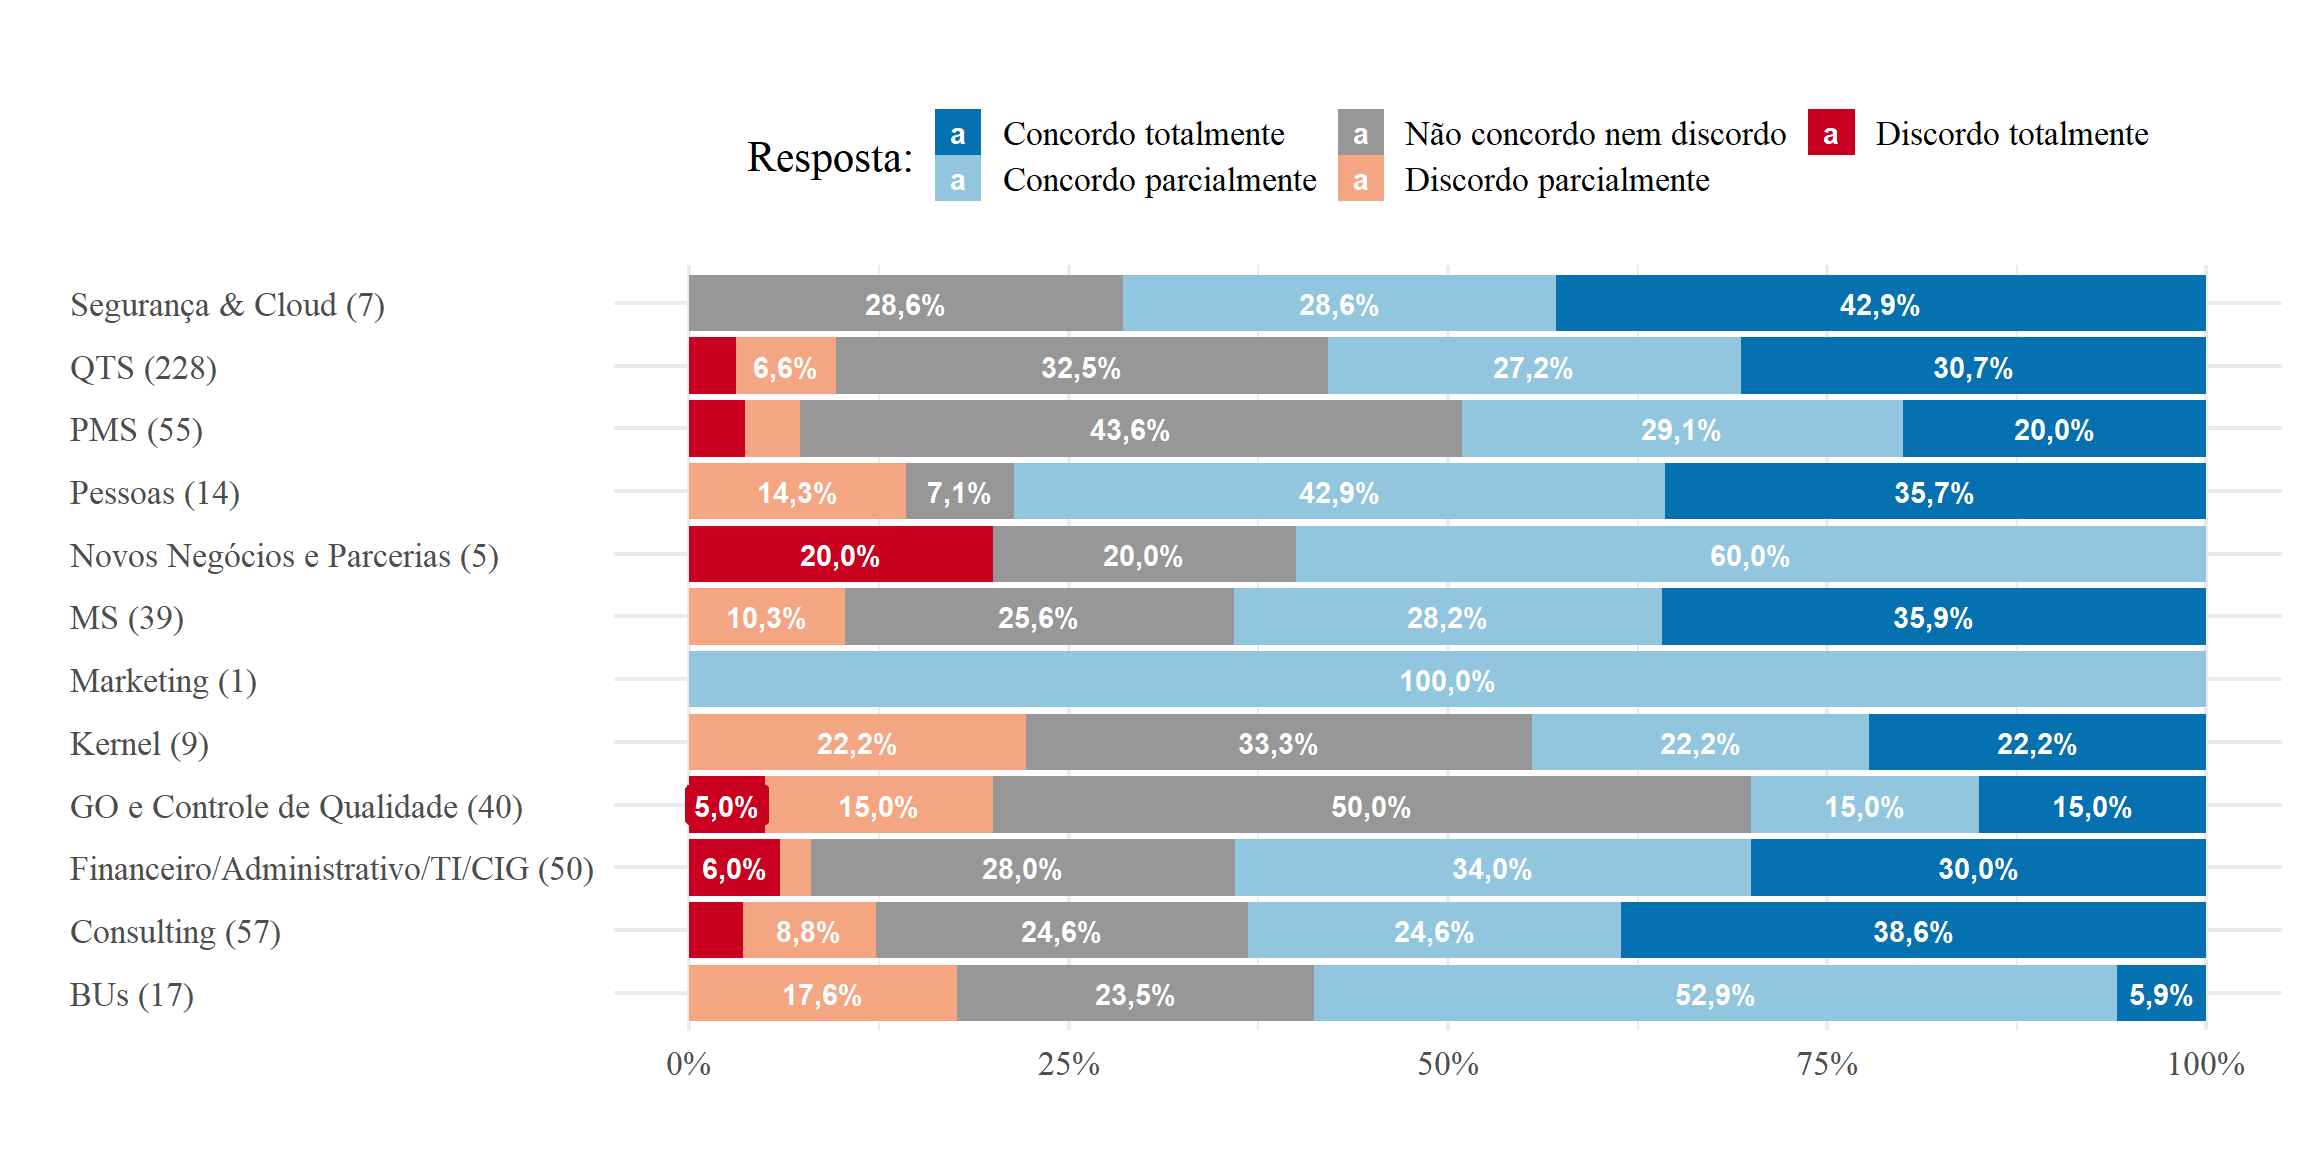 Resposta:
a Concordo totalmente a Não concordo nem discordo a Discordo totalmente
a Concordo parcialmente a Discordo parcialmente
Segurança & Cloud (7) 28,6% 28,6% 42,9%
QTS (228) 6,6% 32,5% 27,2% 30,7%
PMS (55) 43,6% 29,1% 20,0%
Pessoas (14) 14,3% 7,1% 42,9% 35,7%
Novos Negócios e Parcerias (5) 20,0% 20,0% 60,0%
MS (39) 10,3% 25,6% 28,2% 35,9%
Marketing (1) 100,0%
Kernel (9) 22,2% 33,3% 22,2% 22,2%
GO e Controle de Qualidade (40) 5,0% 15,0% 50,0% 15,0% 15,0%
Financeiro/Administrativo/TI/CIG (50) 6,0% 28,0% 34,0% 30,0%
Consulting (57) 8,8% 24,6% 24,6% 38,6%
BUs (17) 17,6% 23,5% 52,9% 5,9%
0% 25% 50% 75% 100%